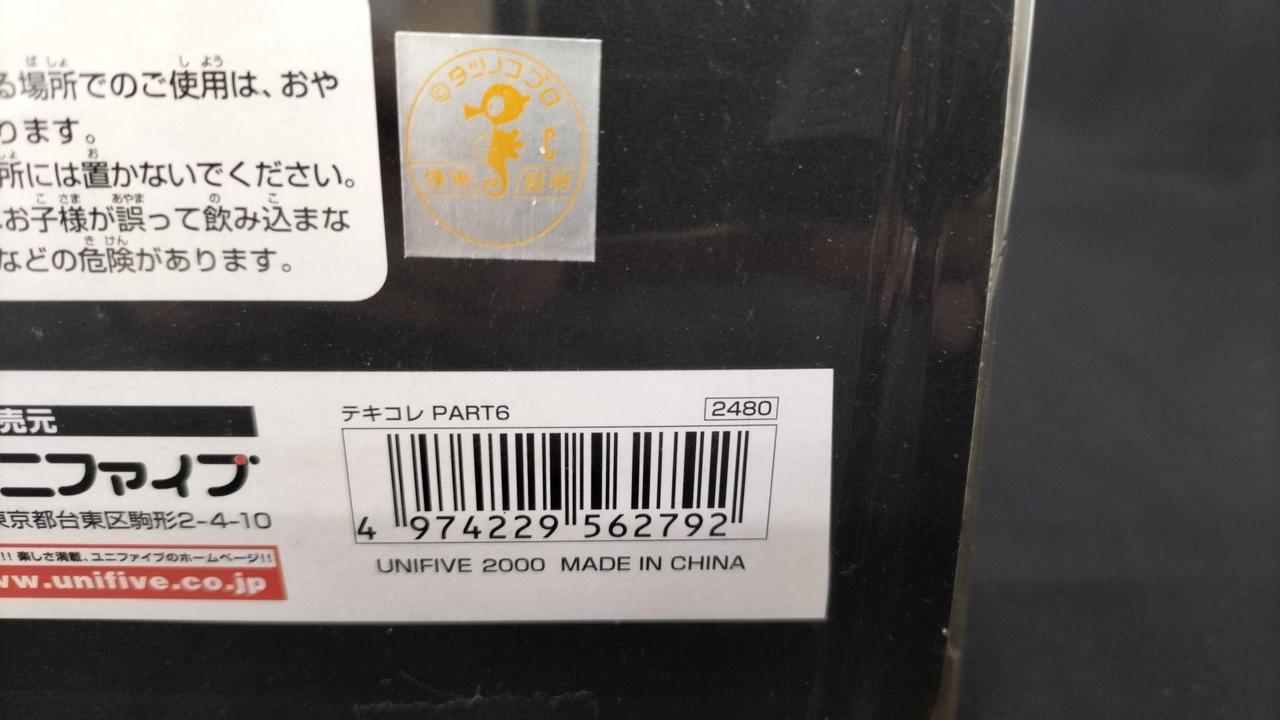 る場所でのご使用は、おや
ります。
所には置かないでください。
お子様が誤って飲み込まな
などの危険があります。
©タツノコプロ
使用 証紙
売元
ニファイブ
東京都台東区駒形2-4-10
!! 楽しさ満載、ユニファイブのホームページ!!
ww.unifive.co.jp
テキコレ PART6
2480
4 974229 562792
UNIFIVE 2000 MADE IN CHINA